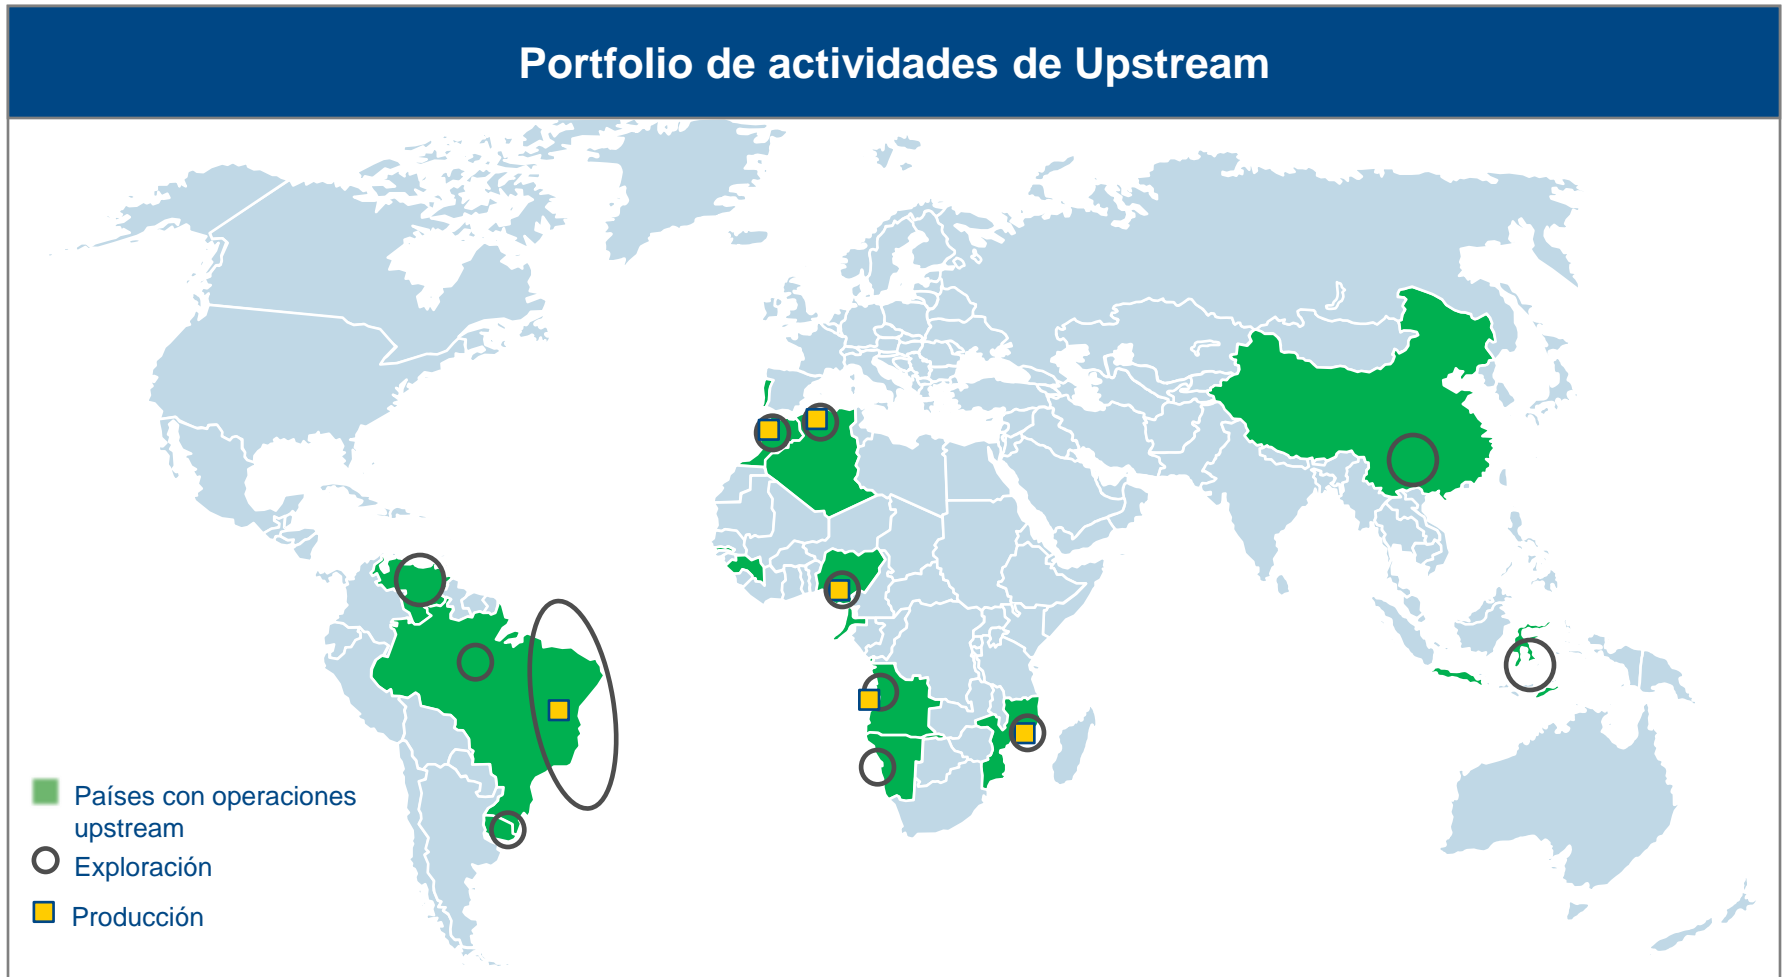 Portfolio de actividades de Upstream
Países con operaciones
upstream
Exploración
Producción